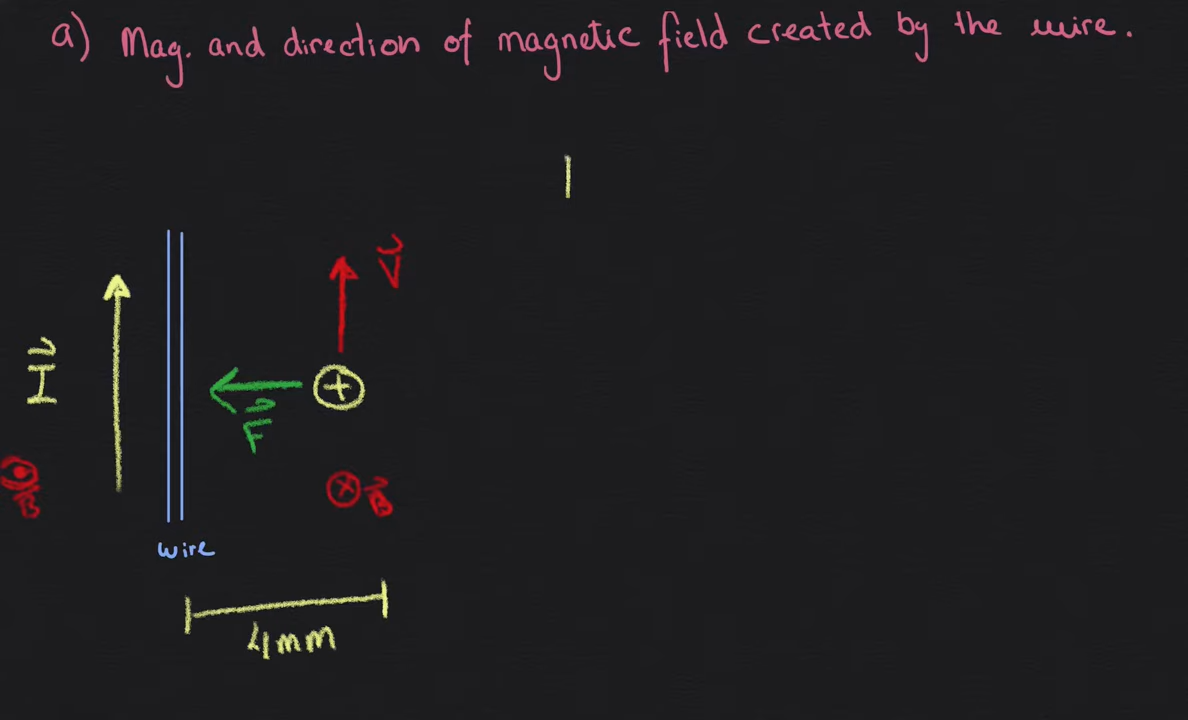 a) Mag. and direction of magnetic field created by the wire.
V
I
+
F
B
B
wire
4mm